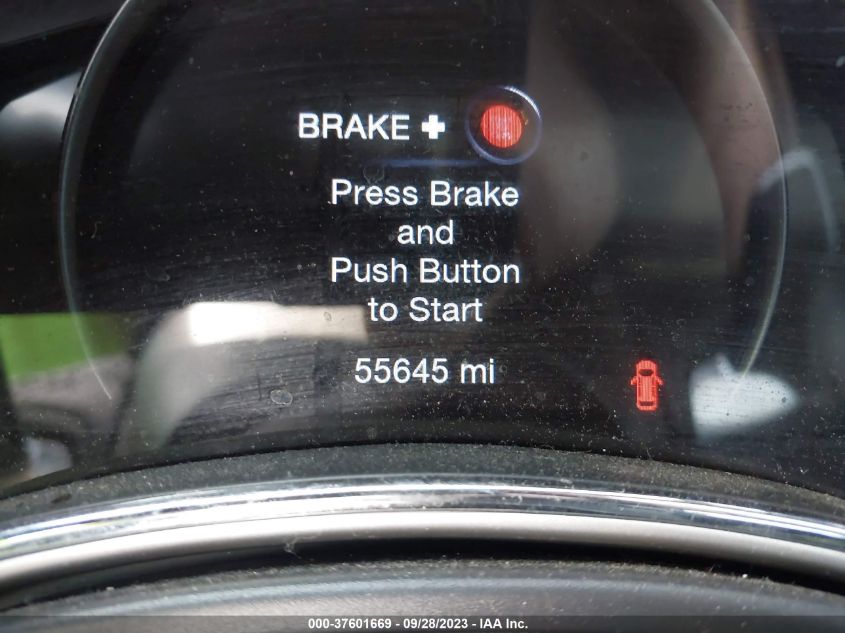 BRAKE +
Press Brake
and
Push Button
to Start
55645 mi
000-37601669 - 09/28/2023 - IAA Inc.